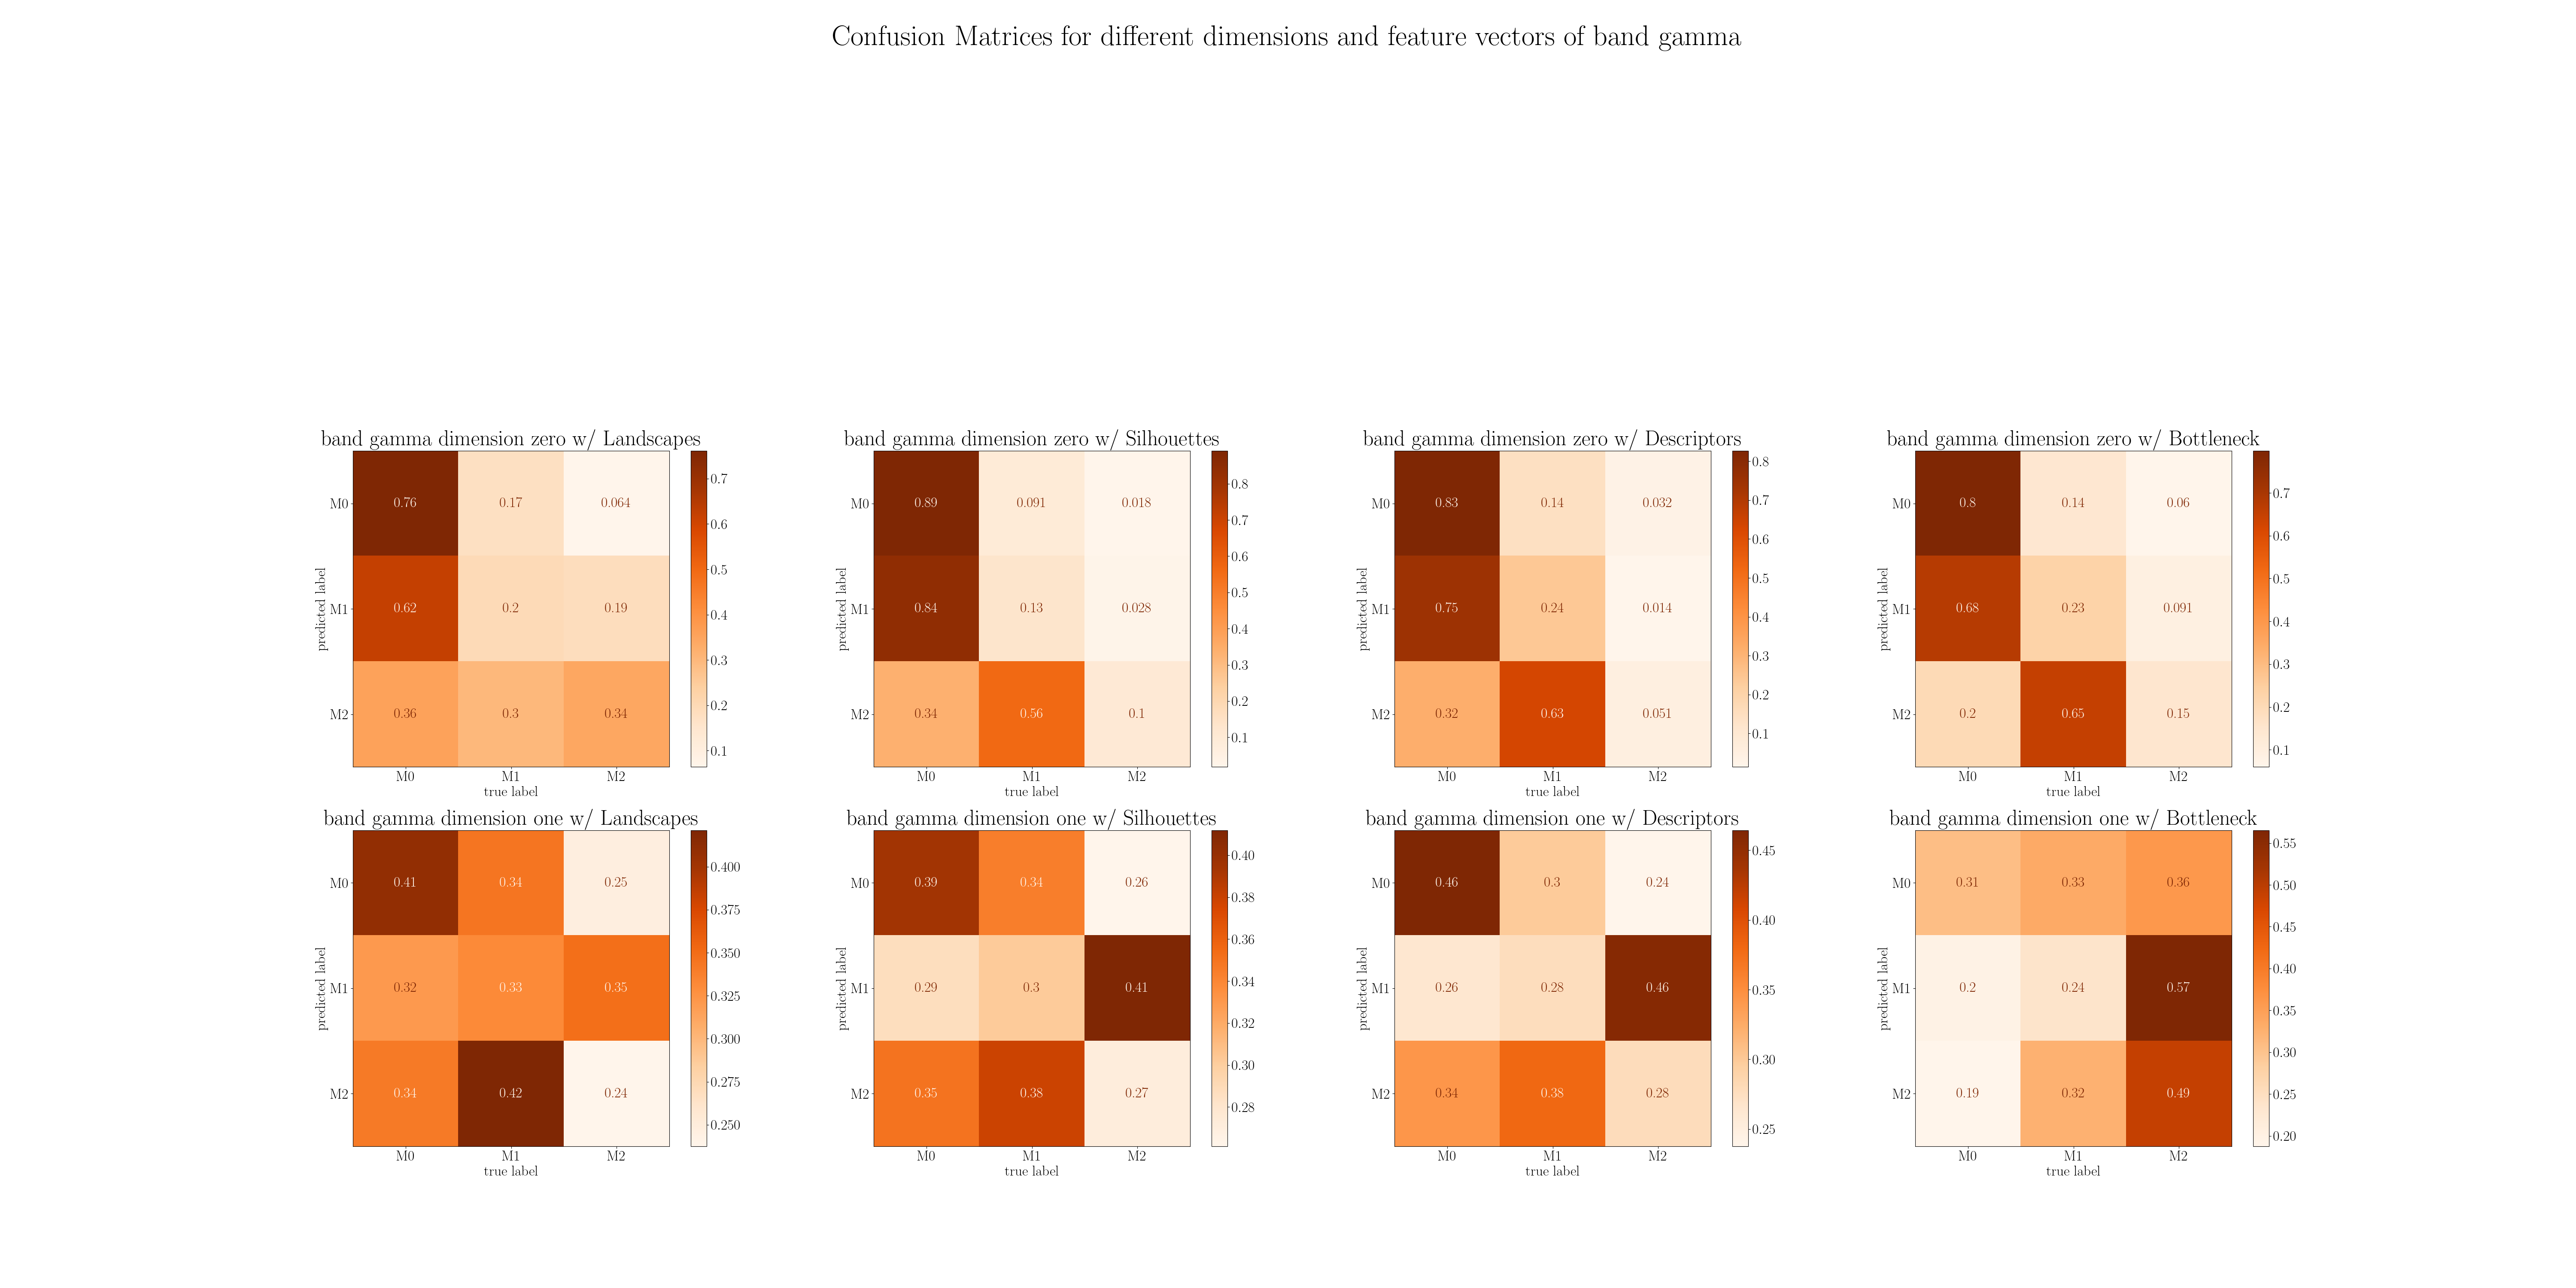 Confusion Matrices for different dimensions and feature vectors of band gamma
band gamma dimension zero w/ Landscapes
predicted label
M0 0.76 0.17 0.064
M1 0.62 0.2 0.19
M2 0.36 0.3 0.34
M0 M1 M2
true label
0.7
0.6
0.5
0.4
0.3
0.2
0.1
band gamma dimension zero w/ Silhouettes
predicted label
M0 0.89 0.091 0.018
M1 0.84 0.13 0.028
M2 0.34 0.56 0.1
M0 M1 M2
true label
0.8
0.7
0.6
0.5
0.4
0.3
0.2
0.1
band gamma dimension zero w/ Descriptors
predicted label
M0 0.83 0.14 0.032
M1 0.75 0.24 0.014
M2 0.32 0.63 0.051
M0 M1 M2
true label
0.8
0.7
0.6
0.5
0.4
0.3
0.2
0.1
band gamma dimension zero w/ Bottleneck
predicted label
M0 0.8 0.14 0.06
M1 0.68 0.23 0.091
M2 0.2 0.65 0.15
M0 M1 M2
true label
0.7
0.6
0.5
0.4
0.3
0.2
0.1
band gamma dimension one w/ Landscapes
predicted label
M0 0.41 0.34 0.25
M1 0.32 0.33 0.35
M2 0.34 0.42 0.24
M0 M1 M2
true label
0.400
0.375
0.350
0.325
0.300
0.275
0.250
band gamma dimension one w/ Silhouettes
predicted label
M0 0.39 0.34 0.26
M1 0.29 0.3 0.41
M2 0.35 0.38 0.27
M0 M1 M2
true label
0.40
0.38
0.36
0.34
0.32
0.30
0.28
band gamma dimension one w/ Descriptors
predicted label
M0 0.46 0.3 0.24
M1 0.26 0.28 0.46
M2 0.34 0.38 0.28
M0 M1 M2
true label
0.45
0.40
0.35
0.30
0.25
band gamma dimension one w/ Bottleneck
predicted label
M0 0.31 0.33 0.36
M1 0.2 0.24 0.57
M2 0.19 0.32 0.49
M0 M1 M2
true label
0.55
0.50
0.45
0.40
0.35
0.30
0.25
0.20